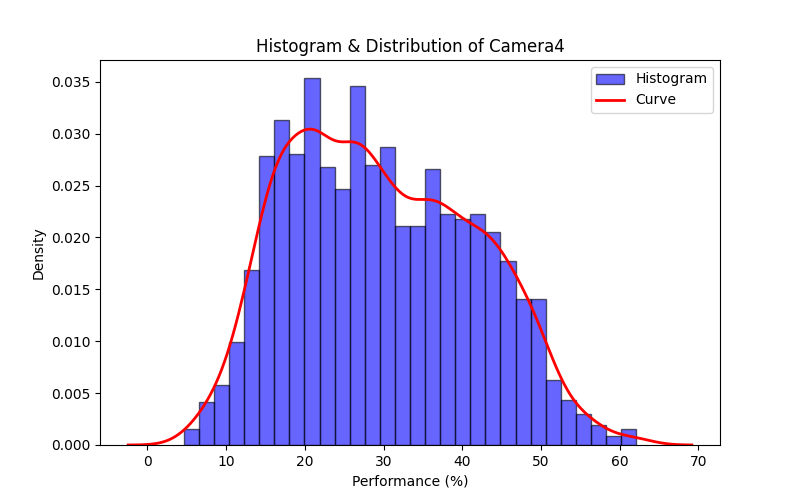 Histogram & Distribution of Camera4
Histogram
Curve
Density
0.035
0.030
0.025
0.020
0.015
0.010
0.005
0.000
0 10 20 30 40 50 60 70
Performance (%)